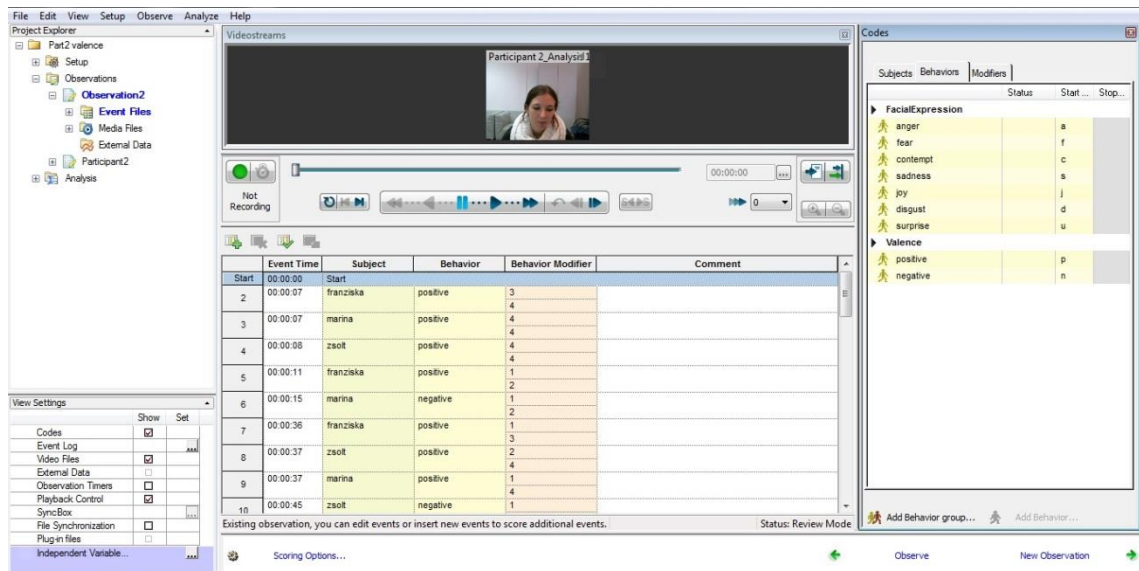 File Edit View Setup Observe Analyze Help
Project Explorer
Part2 valence
Setup
Observations
Observation2
Event Files
Media Files
External Data
Participant2
Analysis
View Settings
Show Set
Codes
Event Log
...
Video Files
External Data
Observation Timers
Playback Control
SyncBox
...
File Synchronization
Plug-in files
Independent Variable... ...
Videostreams
Participant 2_Analysis1
00:00:00 ...
Not
Recording
0
Event Time Subject Behavior Behavior Modifier Comment
Start 00:00:00 Start
2 00:00:07 franziska positive 3
4
3 00:00:07 marina positive 4
4
4 00:00:08 zsolt positive 4
4
5 00:00:11 franziska positive 1
2
6 00:00:15 marina negative 1
2
7 00:00:36 franziska positive 1
3
8 00:00:37 zsolt positive 2
4
9 00:00:37 marina positive 1
4
10 00:00:45 zsolt negative 1
Existing observation, you can edit events or insert new events to score additional events. Status: Review Mode
Scoring Options...
Codes
Subjects Behaviors Modifiers
Status Start ... Stop...
FacialExpression
anger a
fear f
contempt c
sadness s
joy j
disgust d
surprise u
Valence
positive p
negative n
Add Behavior group... Add Behavior...
Observe New Observation